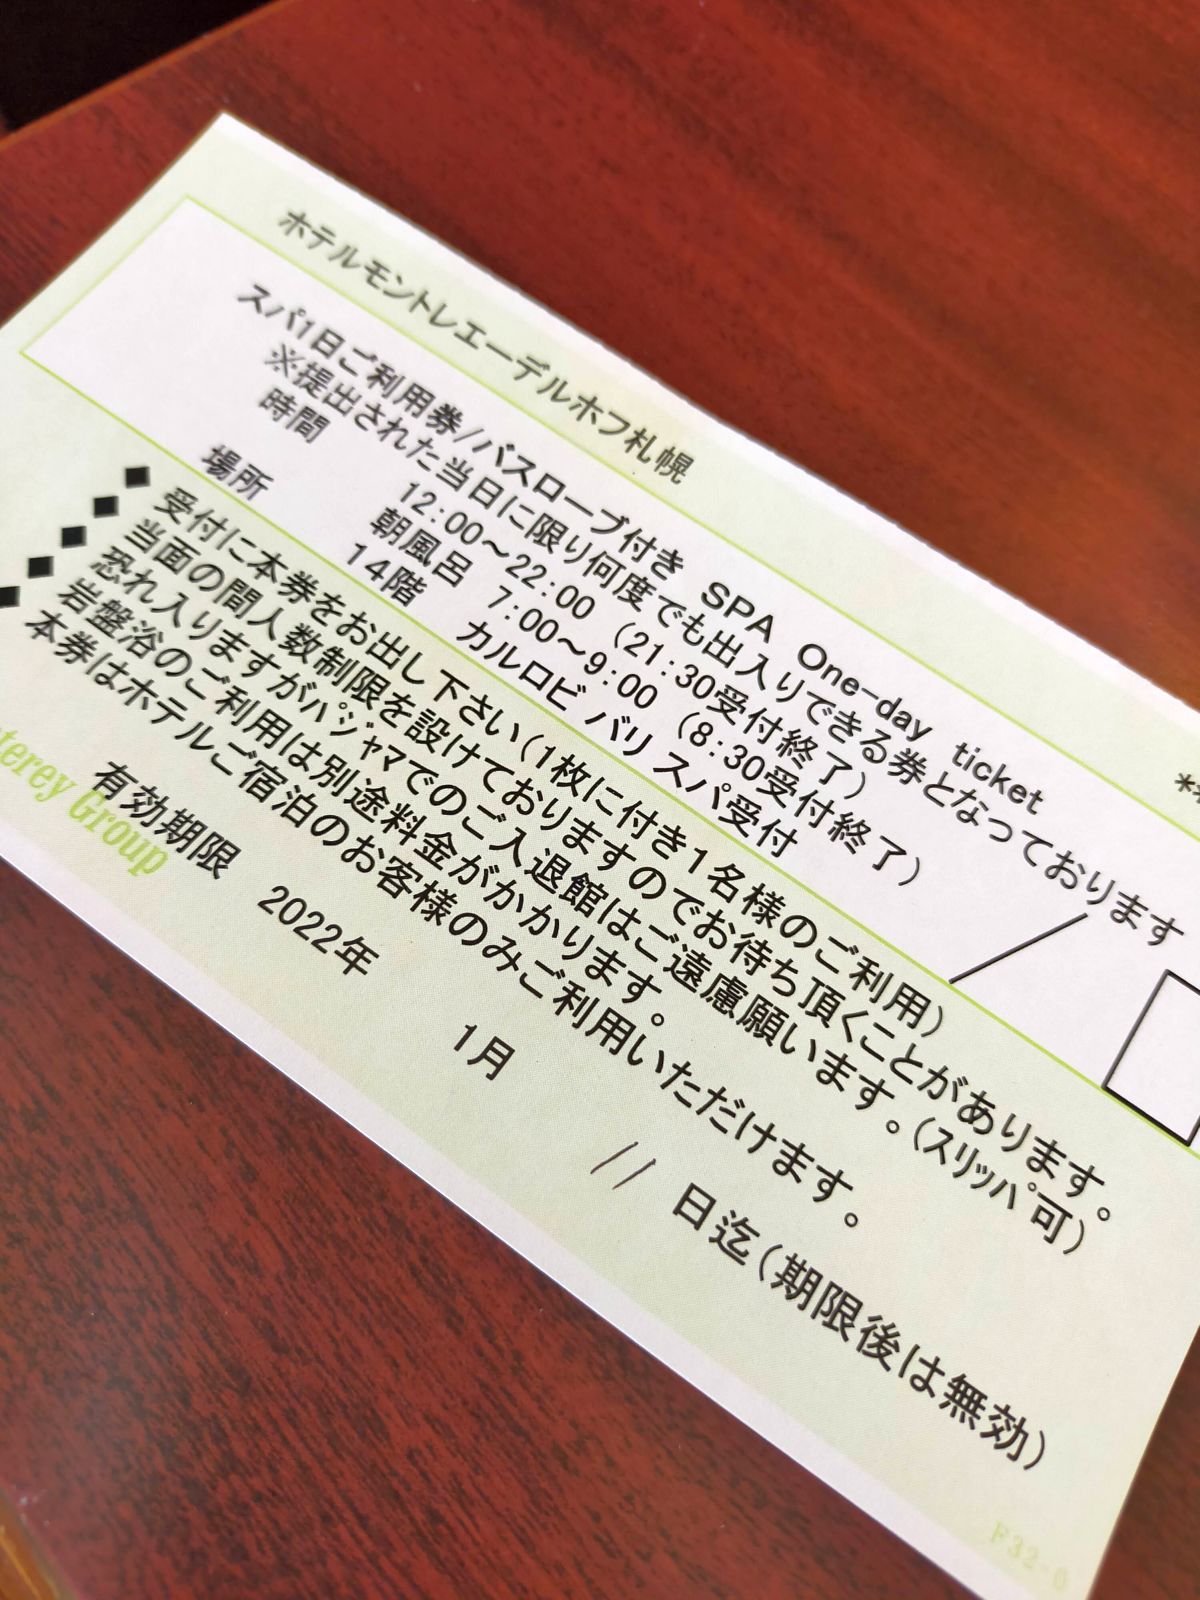 ホテルモントレエーデルホフ札幌
スパ1日ご利用券/バスローブ付き SPA One-day ticket
※提出された当日に限り何度でも出入りできる券となっております
時間 12:00~22:00 (21:30受付終了)
朝風呂 7:00~9:00 (8:30受付終了)
場所 14階 カルロビ バリ スパ受付
◆ 受付に本券をお出し下さい(1枚に付き1名様のご利用)
◆ 当面の間人数制限を設けておりますのでお待ち頂くことがあります。
◆ 恐れ入りますがパジャマでのご入退館はご遠慮願います。(スリッパ可)
◆ 岩盤浴のご利用は別途料金がかかります。
◆ 本券はホテルご宿泊のお客様のみご利用いただけます。
有効期限 2022年 1月 11 日迄(期限後は無効)
terey Group